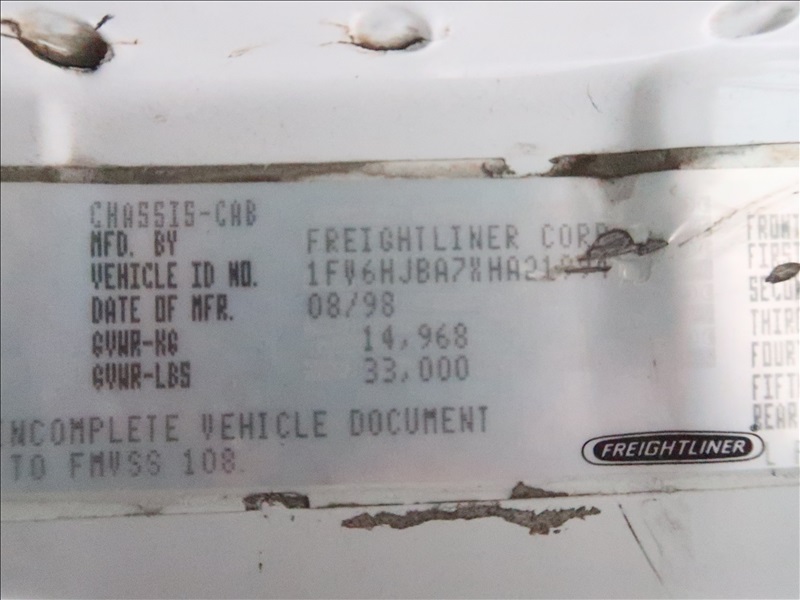 CHASSIS-CAB
MFD. BY FREIGHTLINER CORP
VEHICLE ID NO.
DATE OF MFR. 08/98
GVWR-KG 14,968
GVWR-LBS 33,000
INCOMPLETE VEHICLE DOCUMENT
TO FMVSS 108.
FREIGHTLINER